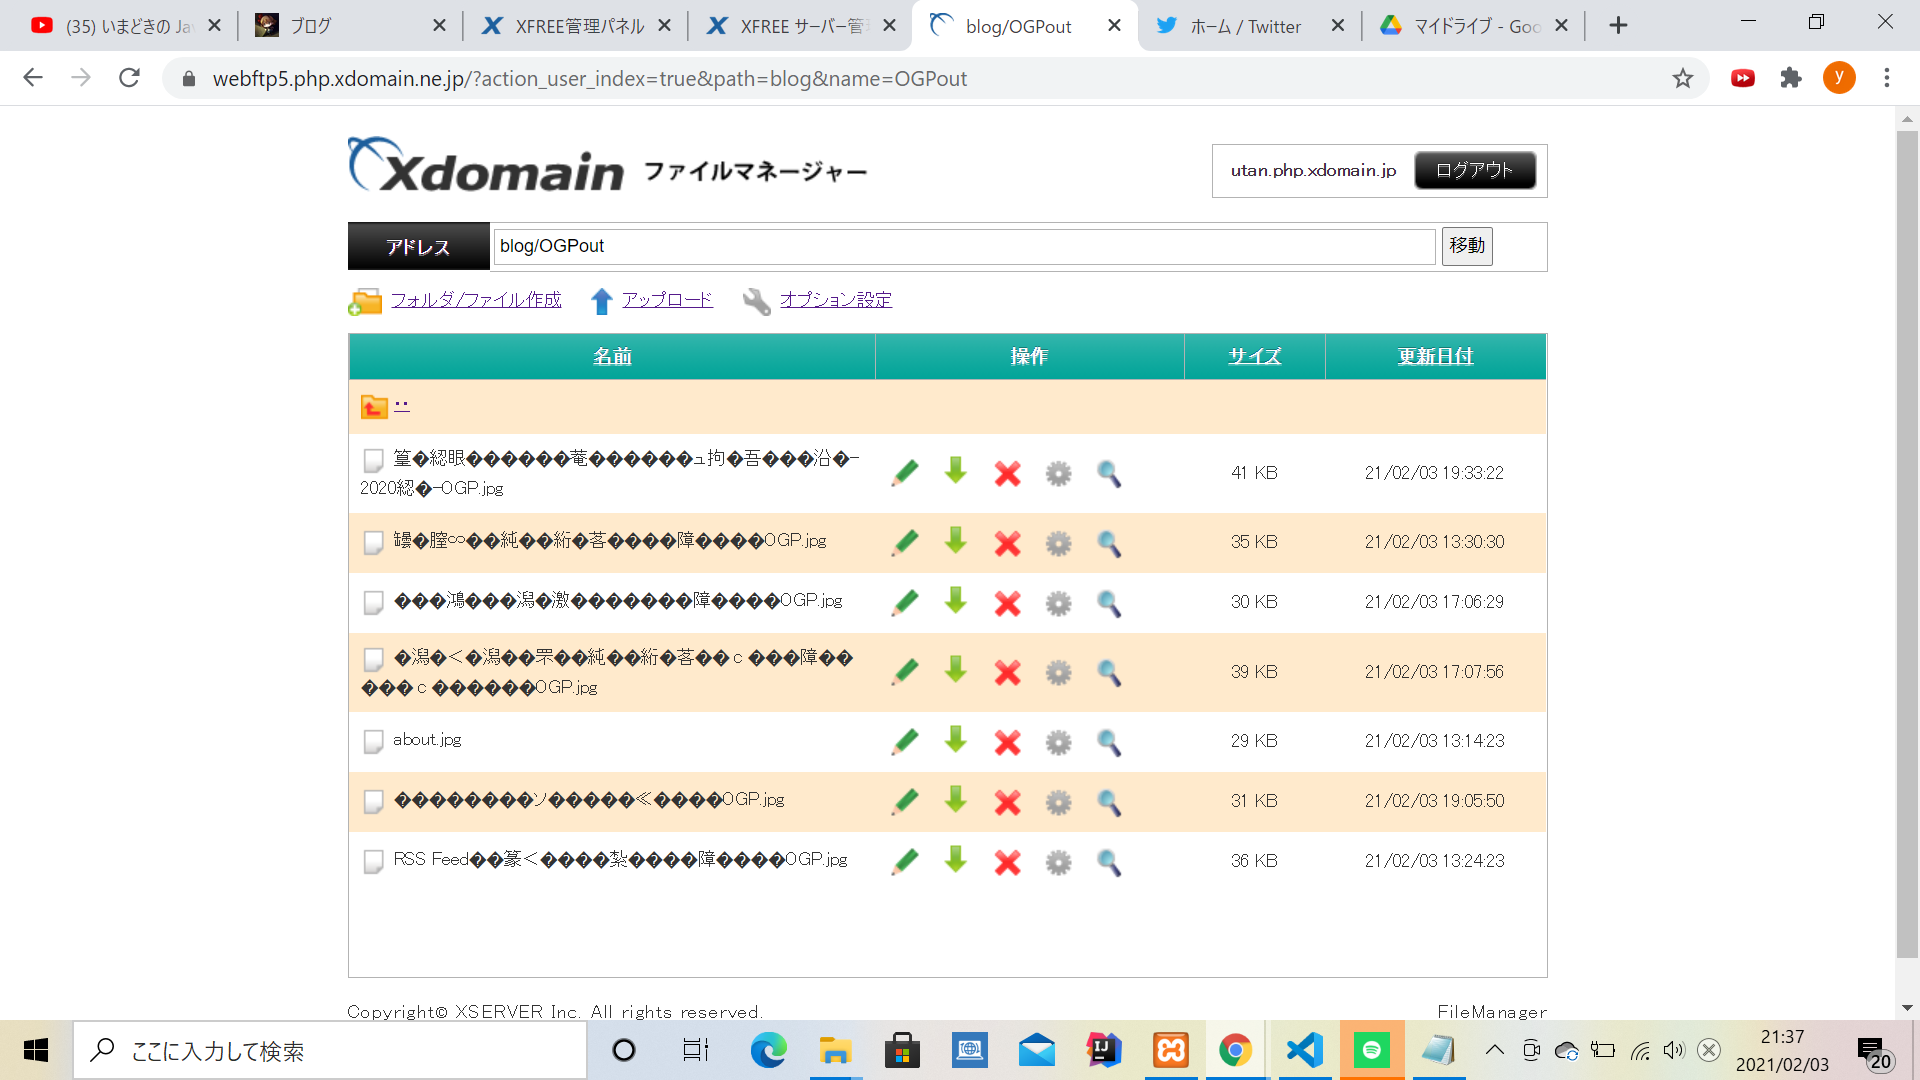 (35) いまどきの Ja
ブログ
XFREE管理パネル
XFREE サーバー管
blog/OGPout
ホーム / Twitter
マイドライブ - Goo
webftp5.php.xdomain.ne.jp/?action_user_index=true&path=blog&name=OGPout
y
Xdomain ファイルマネージャー
utan.php.xdomain.jp
ログアウト
アドレス
blog/OGPout
移動
フォルダ/ファイル作成
アップロード
オプション設定
名前
操作
サイズ
更新日付
..
篁�綛眼������菴������ュ拘�吾���沿�-
2020綛�-OGP.jpg
41 KB
21/02/03 19:33:22
罎�膣∞��純��絎�茖����障����OGP.jpg
35 KB
21/02/03 13:30:30
���鴻���潟�激�������障����OGP.jpg
30 KB
21/02/03 17:06:29
�潟�<�潟��罘��純��絎�茖��ｃ���障��
���ｃ������OGP.jpg
39 KB
21/02/03 17:07:56
about.jpg
29 KB
21/02/03 13:14:23
��������ソ�����≪����OGP.jpg
31 KB
21/02/03 19:05:50
RSS Feed��篆<����紮����障����OGP.jpg
36 KB
21/02/03 13:24:23
Copyright© XSERVER Inc. All rights reserved.
FileManager
ここに入力して検索
21:37
2021/02/03
20